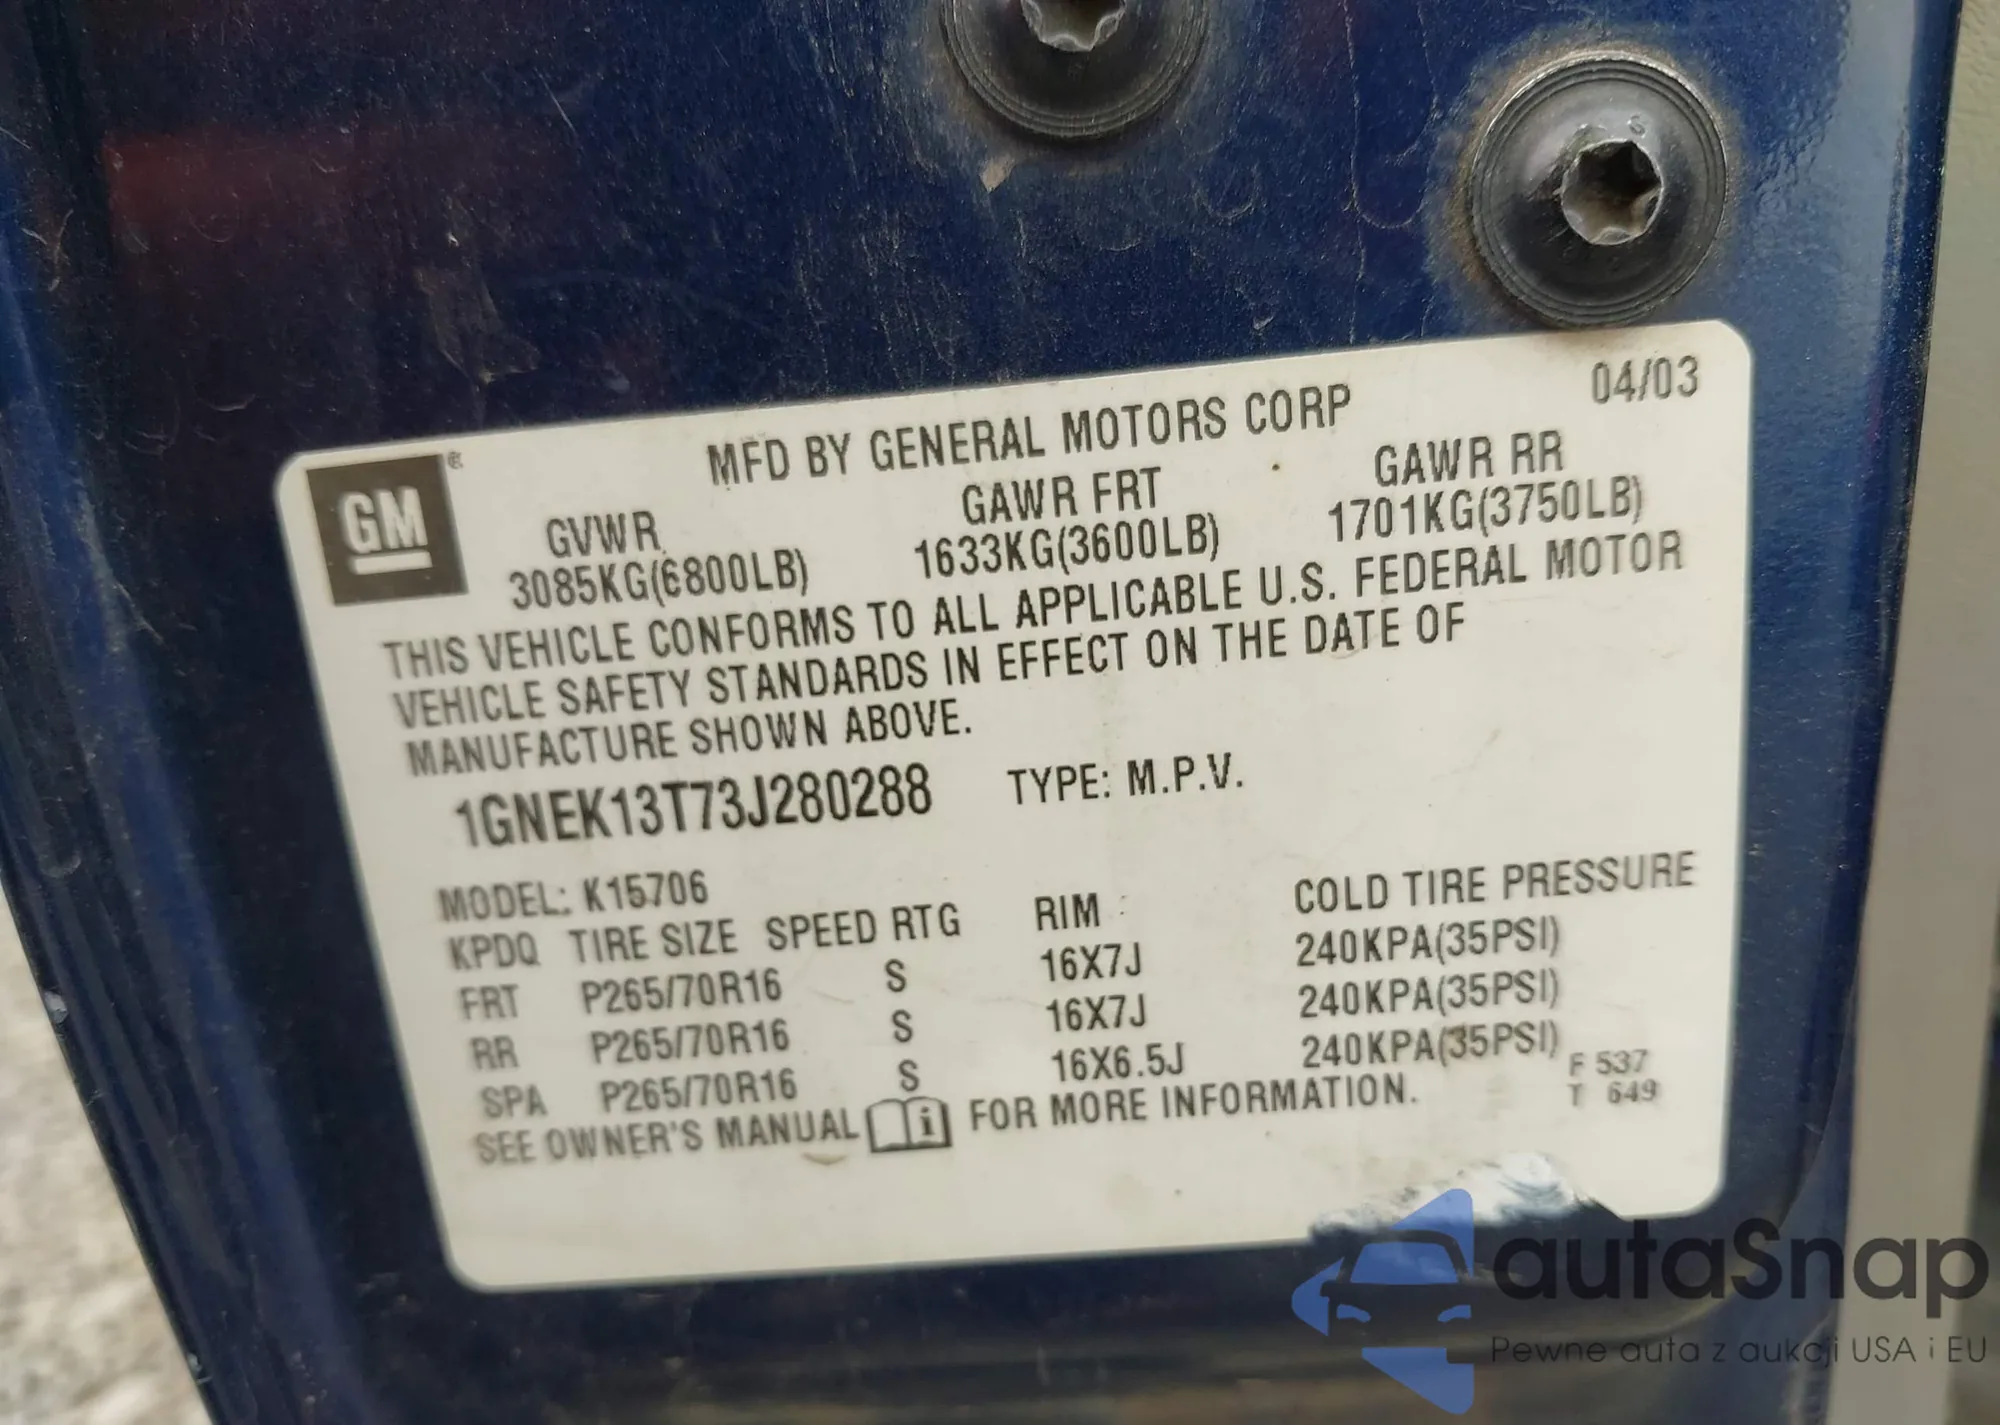 04/03
MFD BY GENERAL MOTORS CORP
GM
GVWR GAWR FRT GAWR RR
3085KG(6800LB) 1633KG(3600LB) 1701KG(3750LB)
THIS VEHICLE CONFORMS TO ALL APPLICABLE U.S. FEDERAL MOTOR
VEHICLE SAFETY STANDARDS IN EFFECT ON THE DATE OF
MANUFACTURE SHOWN ABOVE.
1GNEK13T73J280288 TYPE: M.P.V.
MODEL: K15706
KPDQ TIRE SIZE SPEED RTG RIM COLD TIRE PRESSURE
FRT P265/70R16 S 16X7J 240KPA(35PSI)
RR P265/70R16 S 16X7J 240KPA(35PSI)
SPA P265/70R16 S 16X6.5J 240KPA(35PSI)
F 537
T 649
SEE OWNER'S MANUAL i FOR MORE INFORMATION.
autaSnap
Pewne auta z aukcji USA i EU